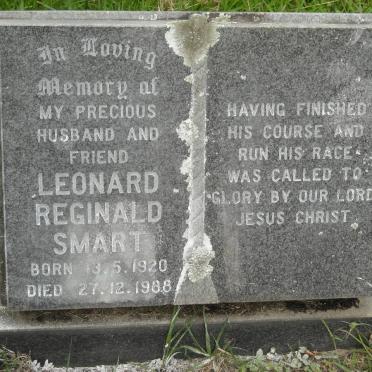 In Loving
Memory of
MY PRECIOUS
HUSBAND AND
FRIEND
LEONARD
REGINALD
SMART
BORN 13.5.1920
DIED 27.12.1988
HAVING FINISHED
HIS COURSE AND
RUN HIS RACE
WAS CALLED TO
GLORY BY OUR LORD
JESUS CHRIST